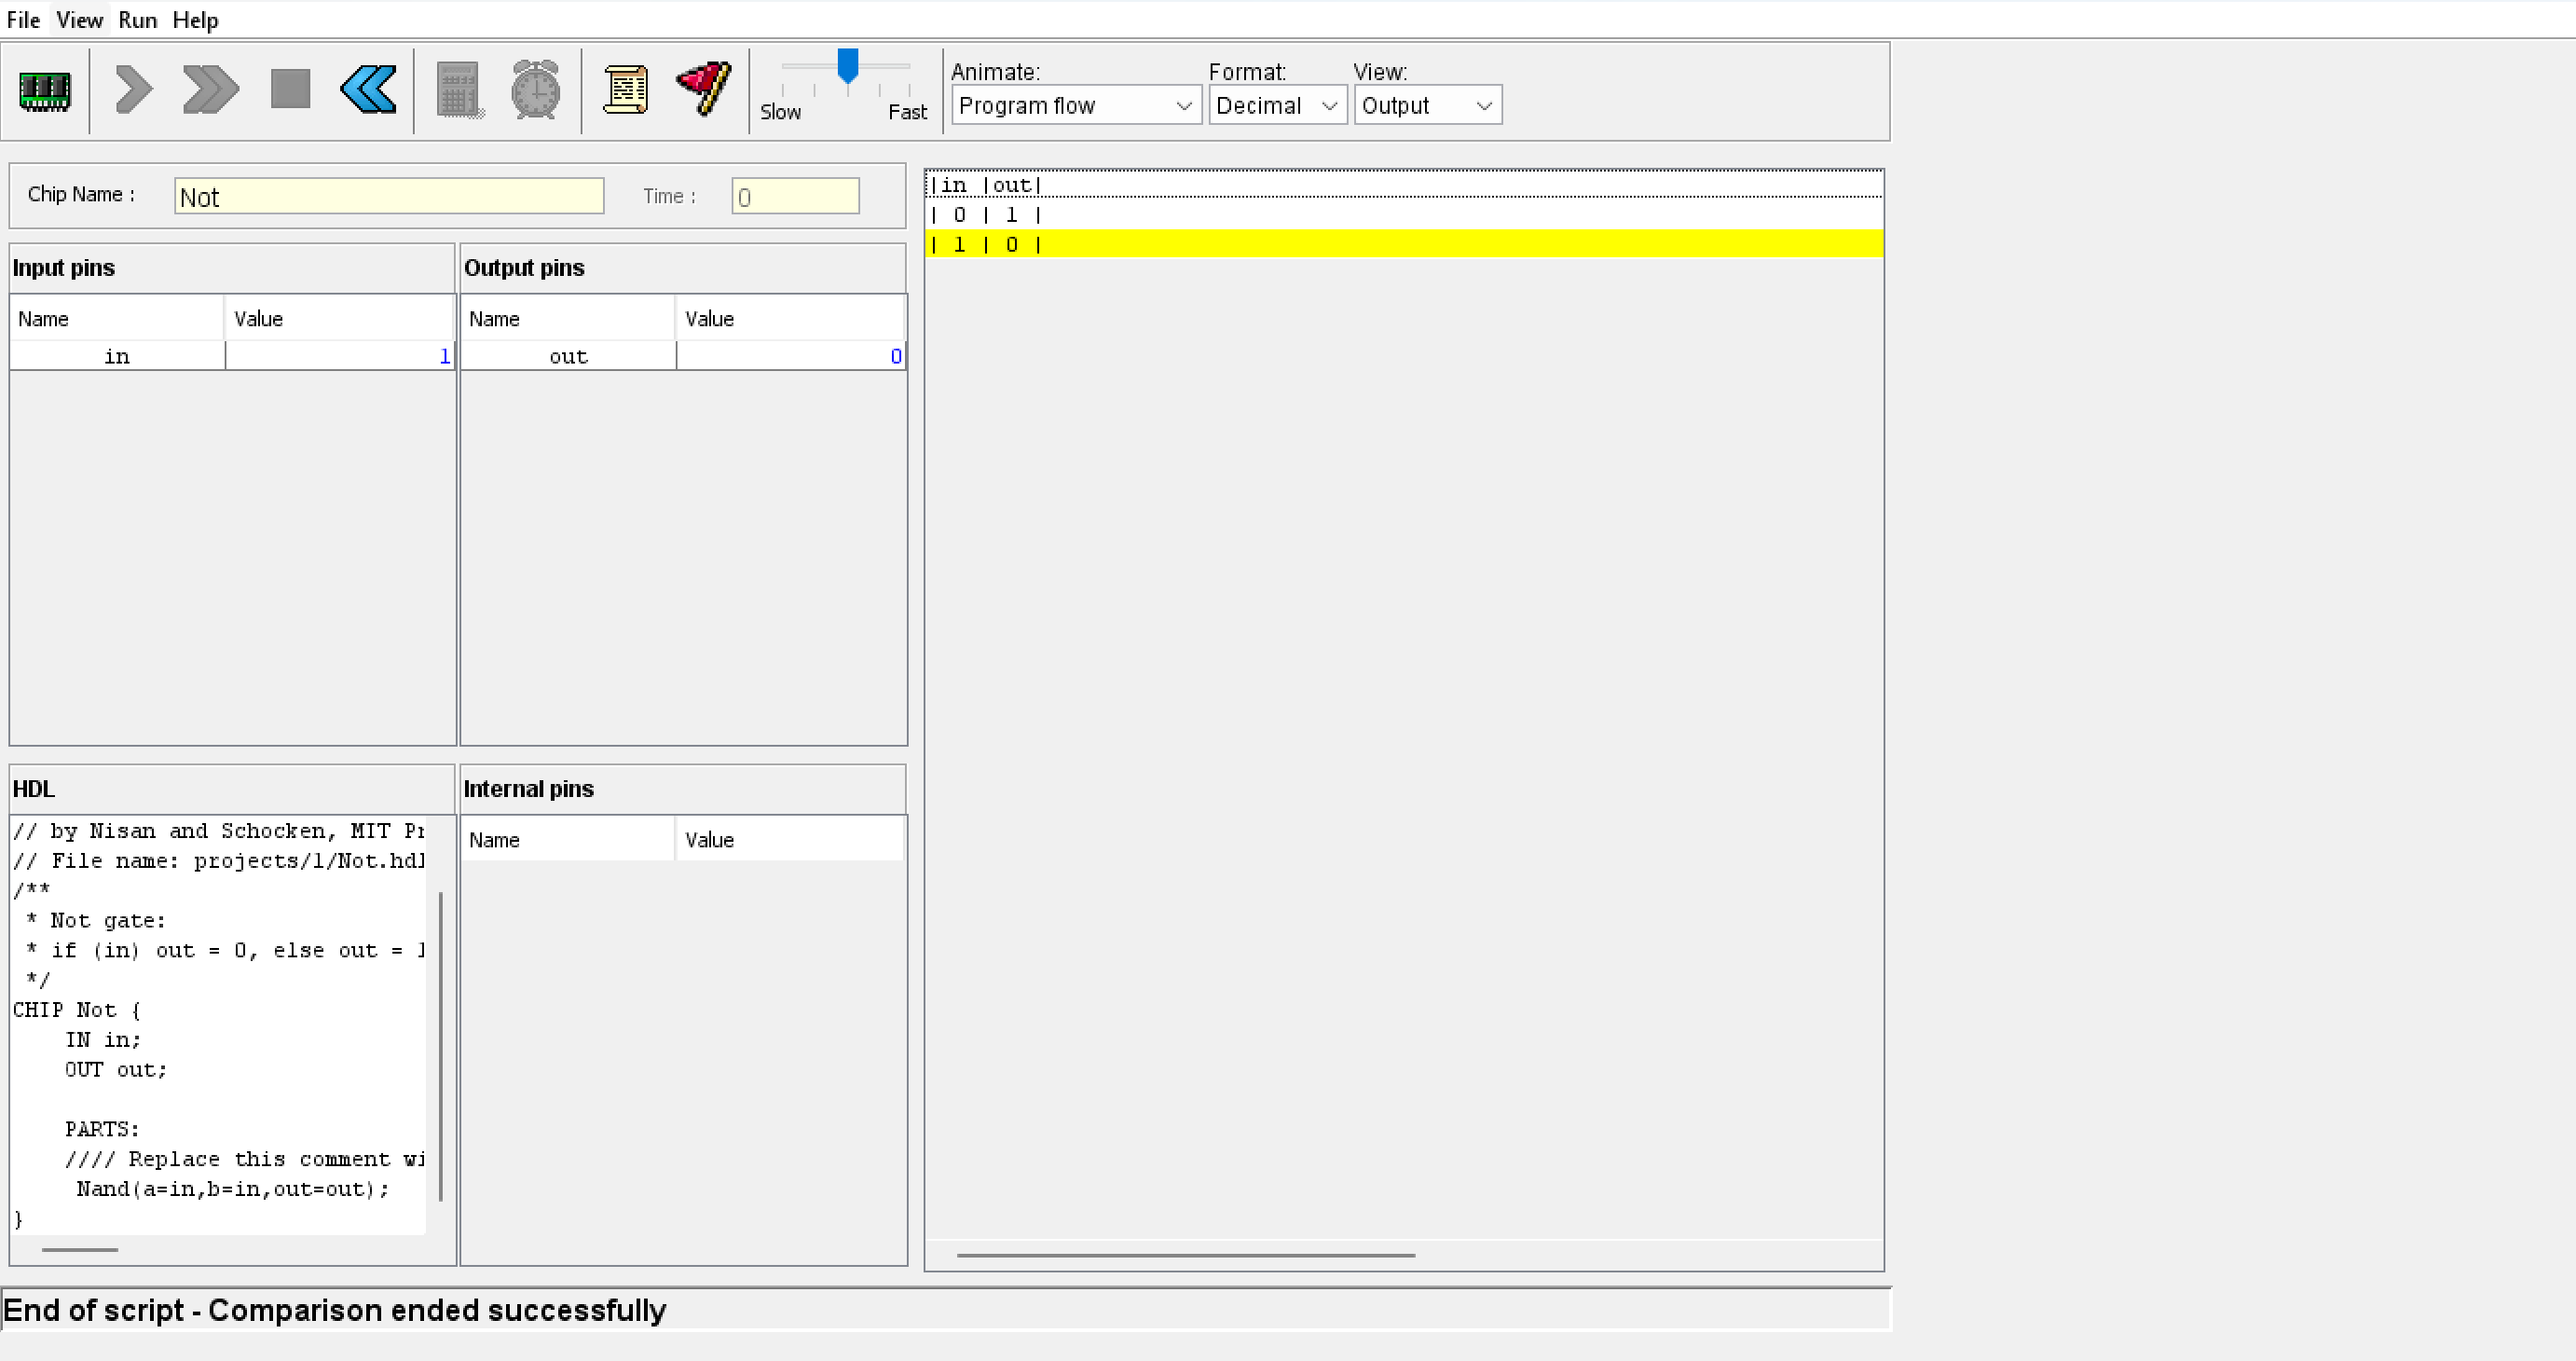 File View Run Help
Animate: Format: View:
Slow Fast Program flow Decimal Output
Chip Name : Not Time : 0
Input pins Output pins
Name Value Name Value
in 1 out 0
|in |out|
| 0 | 1 |
| 1 | 0 |
HDL Internal pins
Name Value
// by Nisan and Schocken, MIT Pr
// File name: projects/1/Not.hdl
/**
* Not gate:
* if (in) out = 0, else out = 1
*/
CHIP Not {
IN in;
OUT out;
PARTS:
//// Replace this comment wi
Nand(a=in,b=in,out=out);
}
End of script - Comparison ended successfully